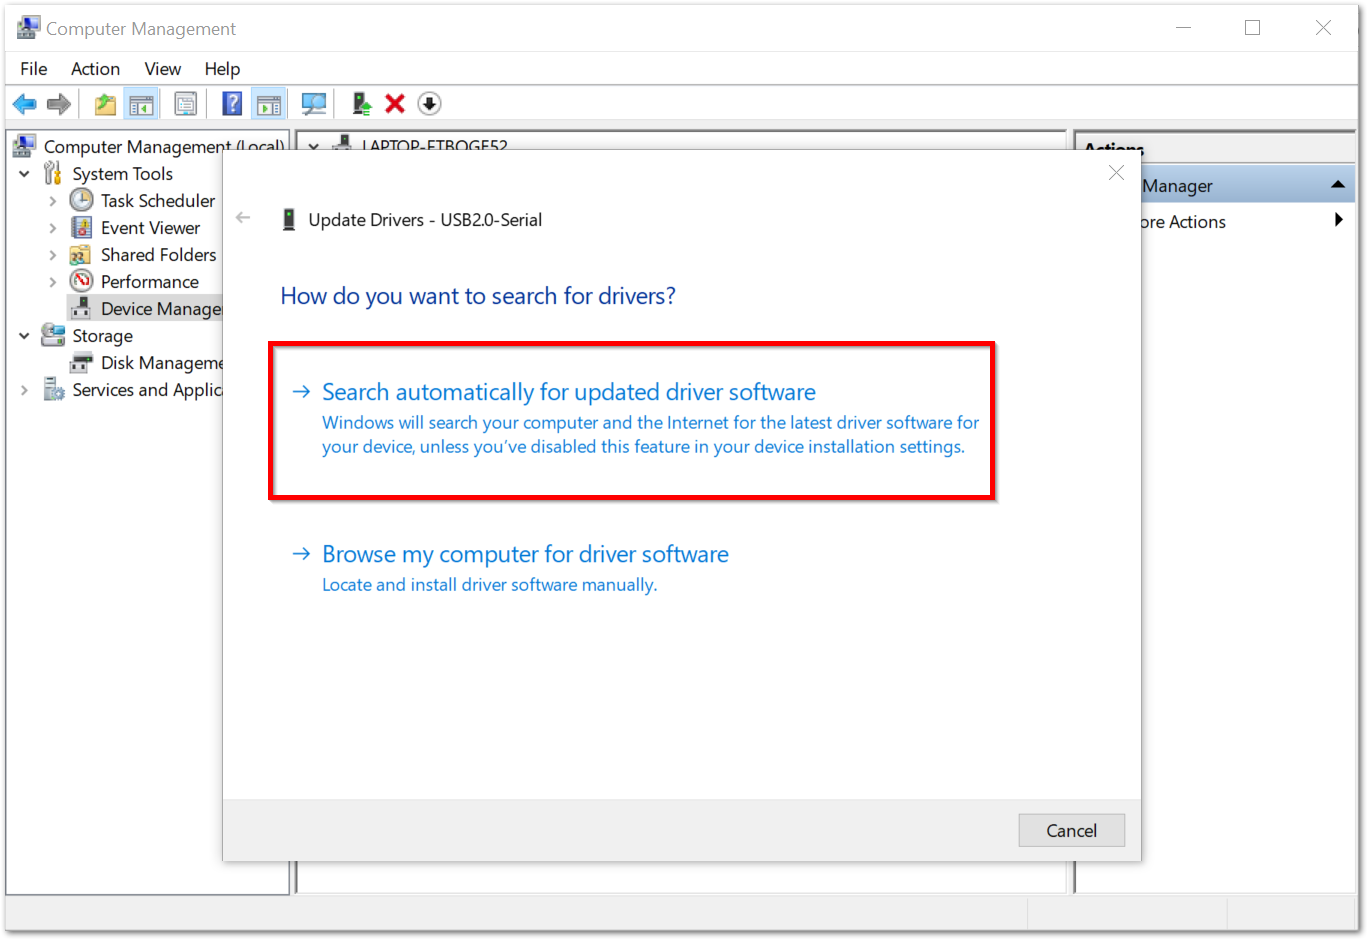 Computer Management
File Action View Help
Computer Management (Local)
System Tools
Task Scheduler
Event Viewer
Shared Folders
Performance
Device Manage
Storage
Disk Manageme
Services and Applic
LAPTOP-FTBOGE52
Actions
Manager
ore Actions
Update Drivers - USB2.0-Serial
How do you want to search for drivers?
Search automatically for updated driver software
Windows will search your computer and the Internet for the latest driver software for
your device, unless you've disabled this feature in your device installation settings.
Browse my computer for driver software
Locate and install driver software manually.
Cancel